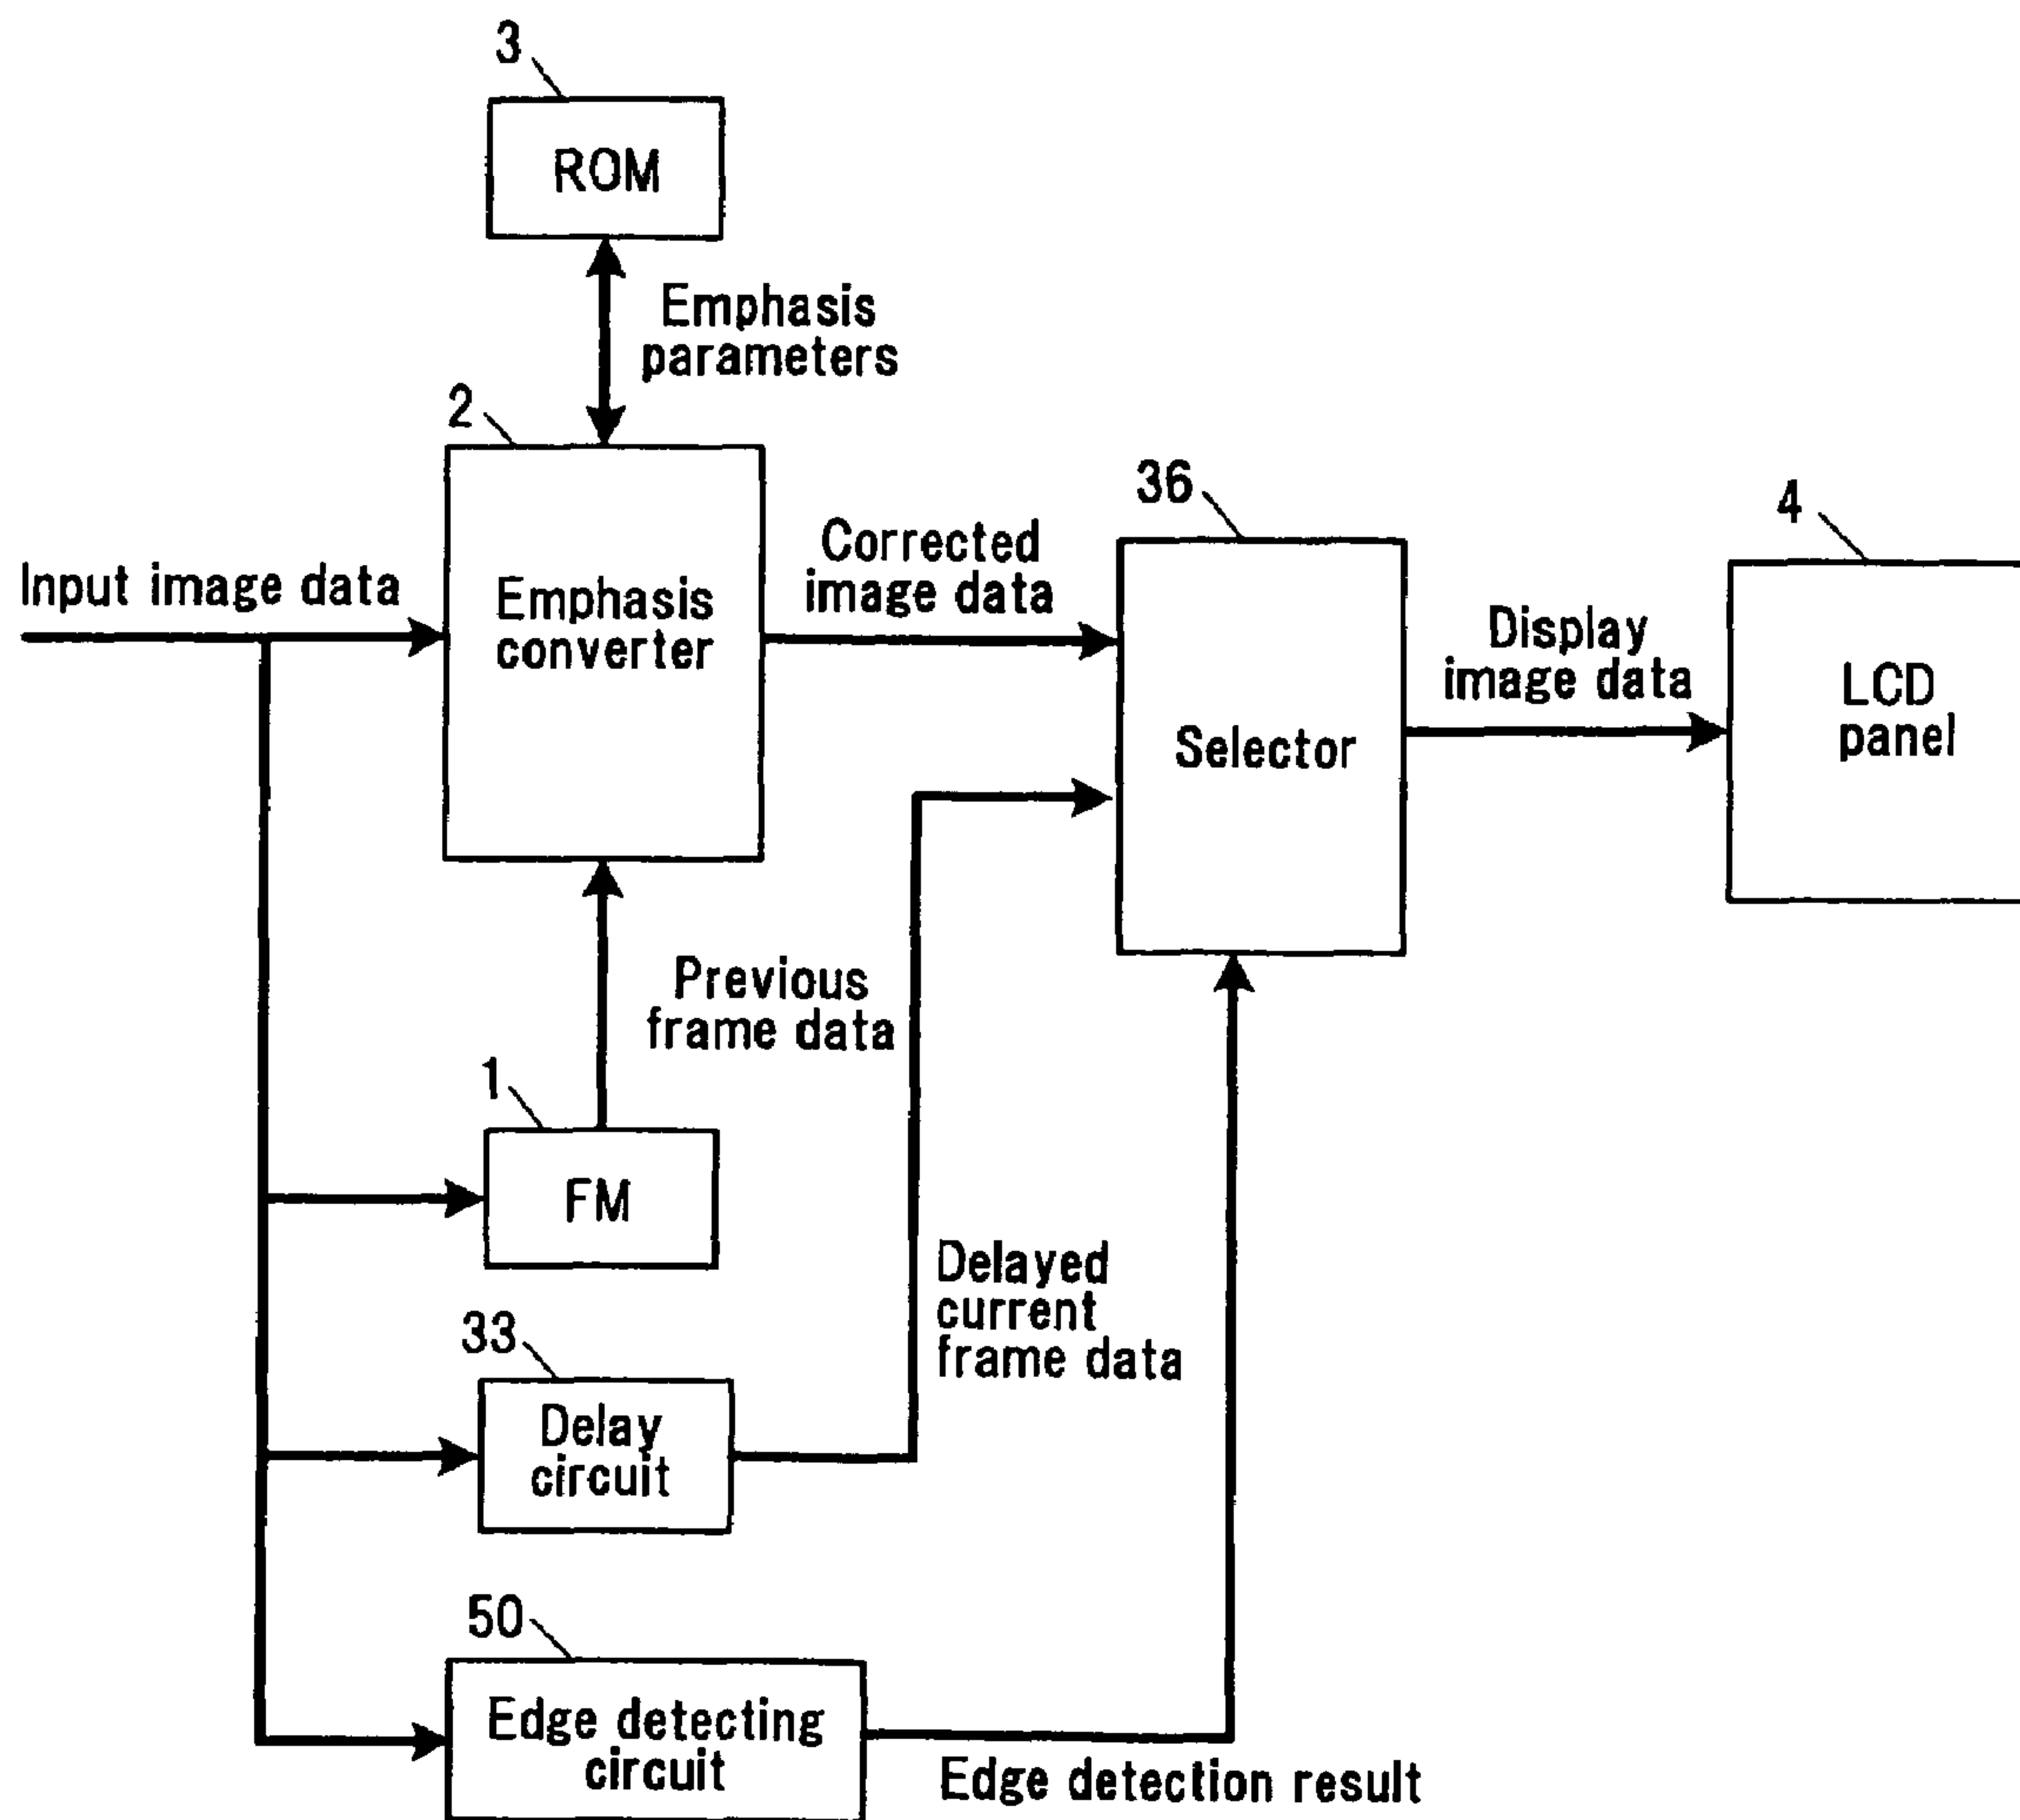 3
ROM
Emphasis
parameters
2
Input image data
Emphasis
converter
Corrected
image data
36
Selector
Display
image data
4
LCD
panel
Previous
frame data
1
FM
Delayed
current
frame data
33
Delay
circuit
50
Edge detecting
circuit
Edge detection result